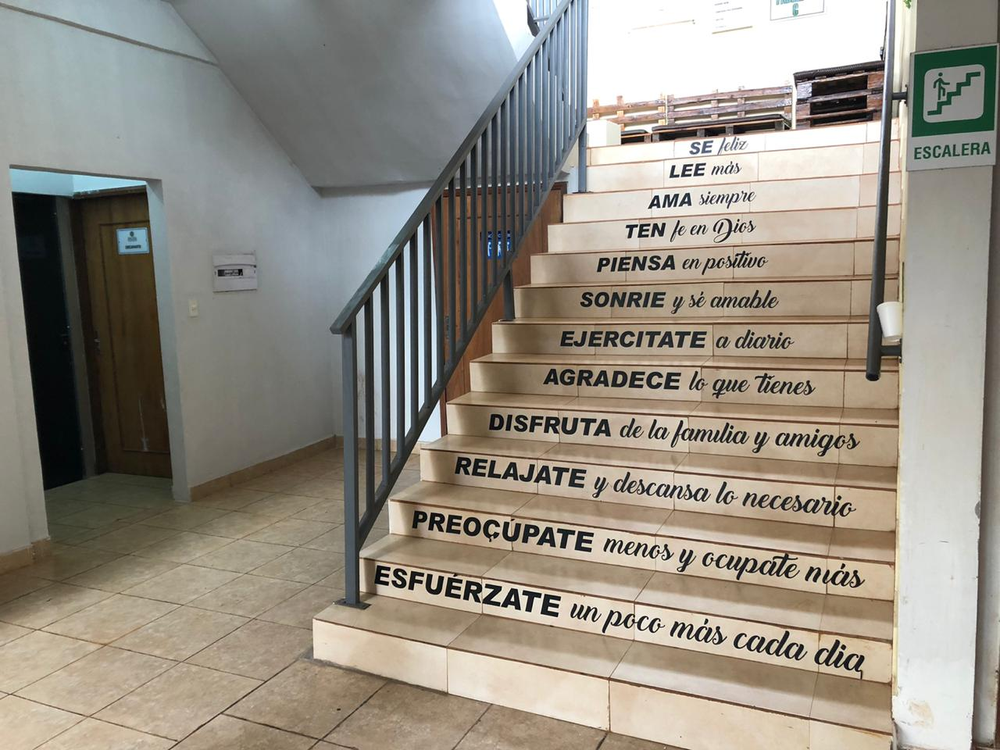 SE feliz
LEE más
AMA siempre
TEN fe en Dios
PIENSA en positivo
SONRIE y sé amable
EJERCITATE a diario
AGRADECE lo que tienes
DISFRUTA de la familia y amigos
RELAJATE y descansa lo necesario
PREOÇÚPATE menos y ocupate más
ESFUÉRZATE un poco más cada dia
ESCALERA